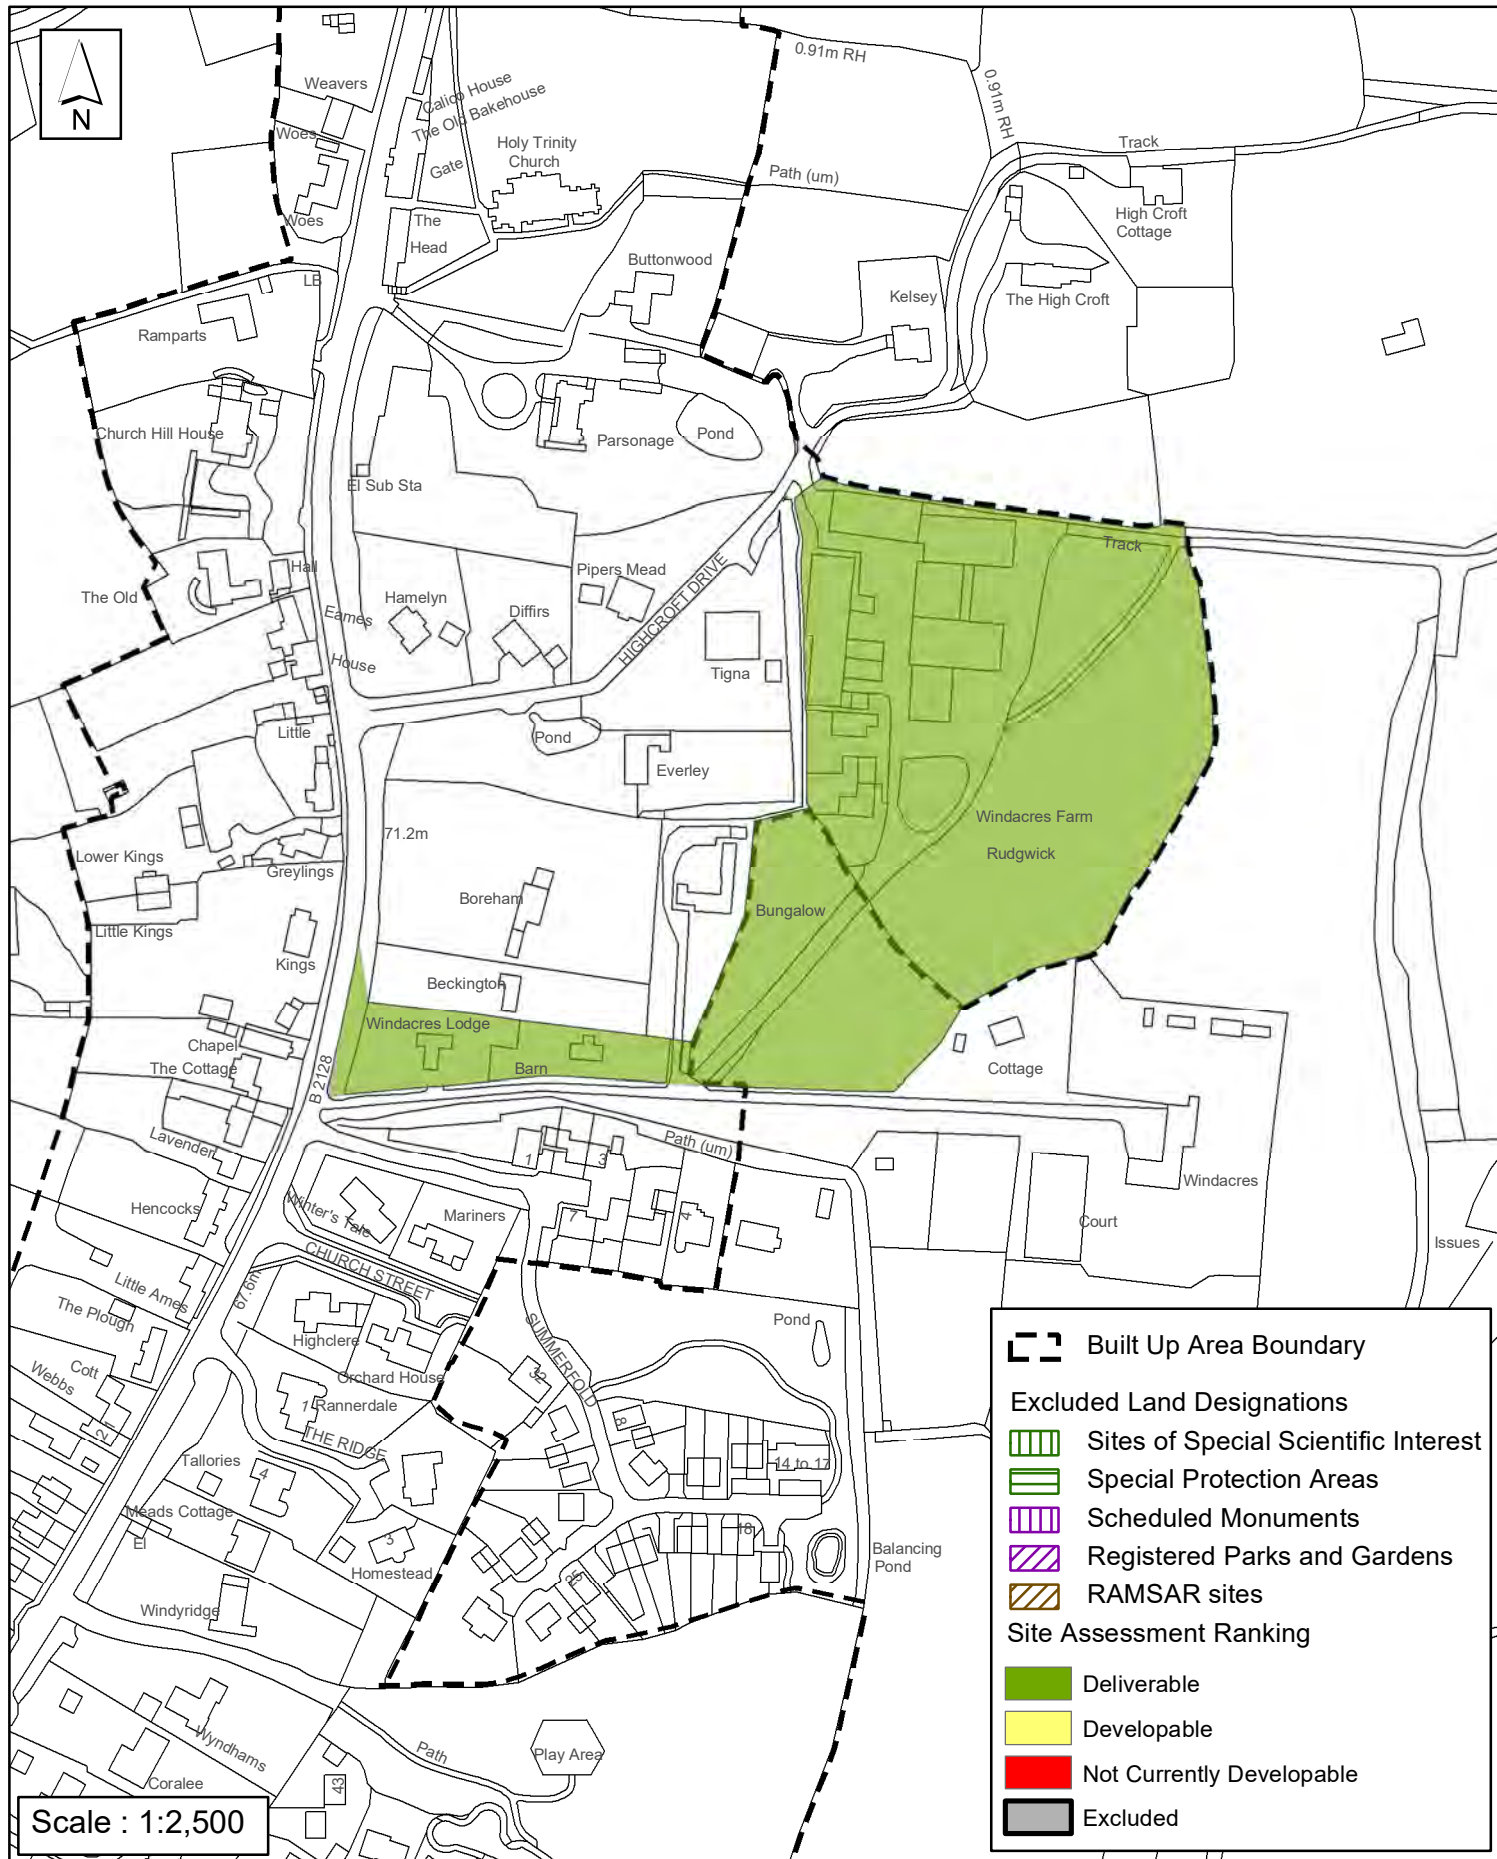 N
0.91m RH
0.91m RH
Weavers
Calico House
The Old Bakehouse
Woes
Holy Trinity
Church
Gate
Track
Path (um)
Woes
The
Head
High Croft
Cottage
Buttonwood
LB
Kelsey
The High Croft
Ramparts
Church Hill House
Parsonage
Pond
El Sub Sta
Track
Hall
Pipers Mead
The Old
Hamelyn
Eames
Diffirs
HIGHCROFT DRIVE
House
Tigna
Little
Pond
Everley
71.2m
Windacres Farm
Lower Kings
Rudgwick
Greylings
Boreham
Bungalow
Little Kings
Kings
Beckington
Windacres Lodge
Chapel
The Cottage
Barn
Cottage
B 2128
Lavender
Path (um)
1
3
Windacres
Hencocks
Winter's Tale
Mariners
7
4
Court
Issues
CHURCH STREET
Little Ames
67.6m
The Plough
Highclere
SUMMERFOLD
Pond
Cott
Webbs
Orchard House
32
1
Rannerdale
21
8
THE RIDGE
Tallories
4
14 to 17
Meads Cottage
El
3
18
Homestead
Balancing
Pond
25
Windyridge
Wyndhams
Path
Play Area
Coralee
43
Scale : 1:2,500
Built Up Area Boundary
Excluded Land Designations
Sites of Special Scientific Interest
Special Protection Areas
Scheduled Monuments
Registered Parks and Gardens
RAMSAR sites
Site Assessment Ranking
Deliverable
Developable
Not Currently Developable
Excluded